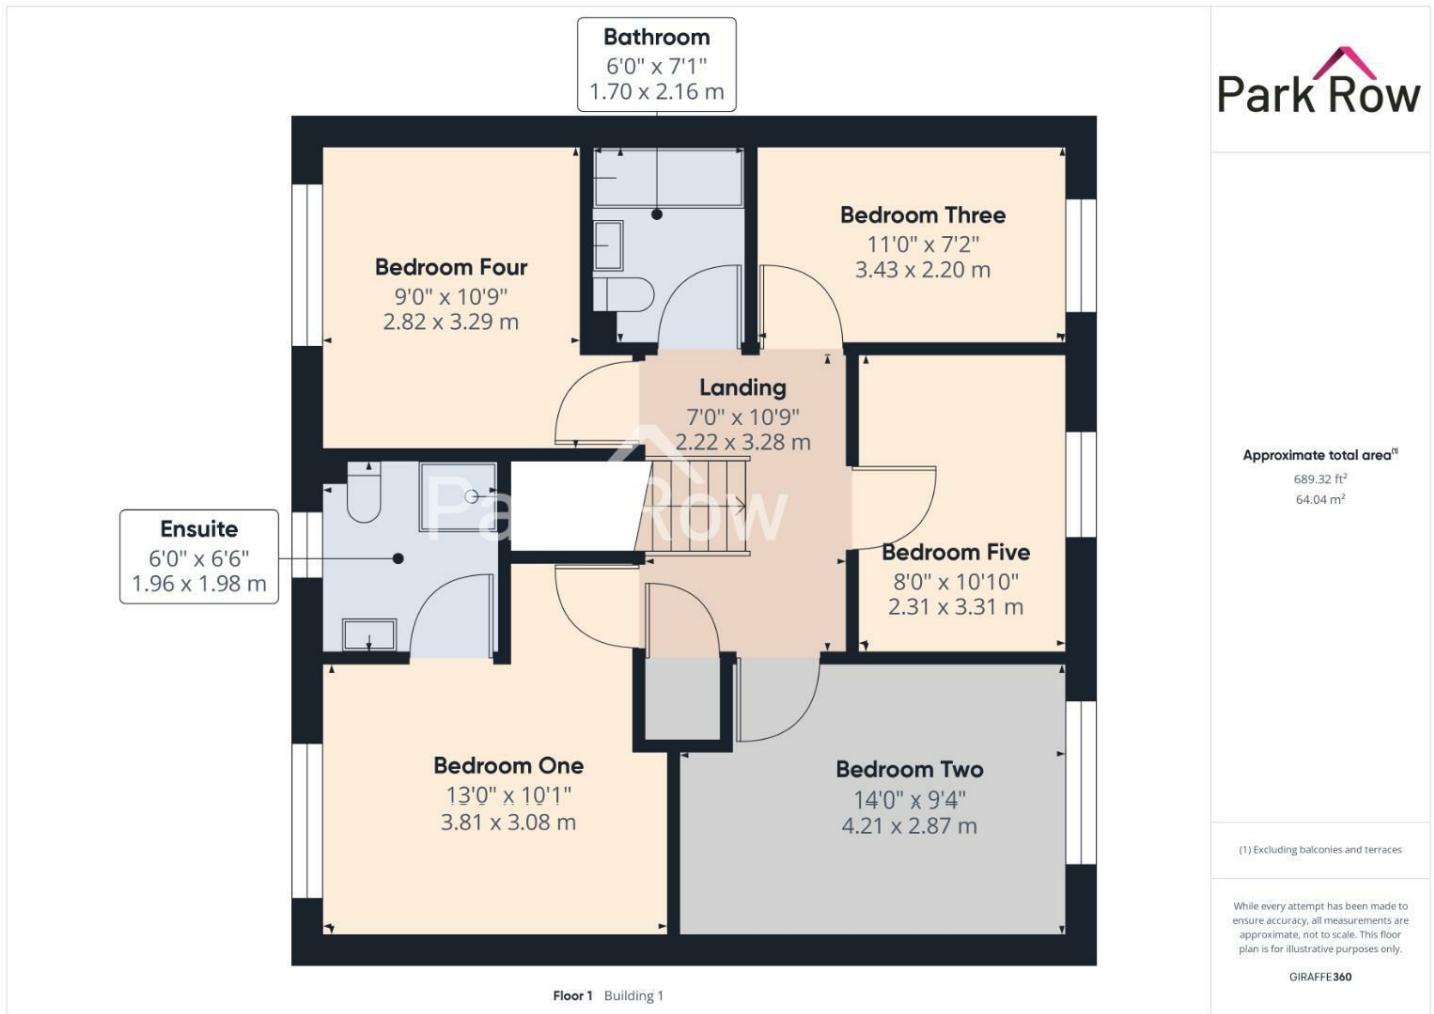 Bathroom
6'0" x 7'1"
1.70 x 2.16 m
Park Row
Bedroom Three
11'0" x 7'2"
3.43 x 2.20 m
Bedroom Four
9'0" x 10'9"
2.82 x 3.29 m
Landing
7'0" x 10'9"
2.22 x 3.28 m
Park Row
Approximate total area(1)
689.32 ft²
64.04 m²
Ensuite
6'0" x 6'6"
1.96 x 1.98 m
Bedroom Five
8'0" x 10'10"
2.31 x 3.31 m
Bedroom One
13'0" x 10'1"
3.81 x 3.08 m
Bedroom Two
14'0" x 9'4"
4.21 x 2.87 m
(1) Excluding balconies and terraces
While every attempt has been made to
ensure accuracy, all measurements are
approximate, not to scale. This floor
plan is for illustrative purposes only.
GIRAFFE360
Floor 1 Building 1